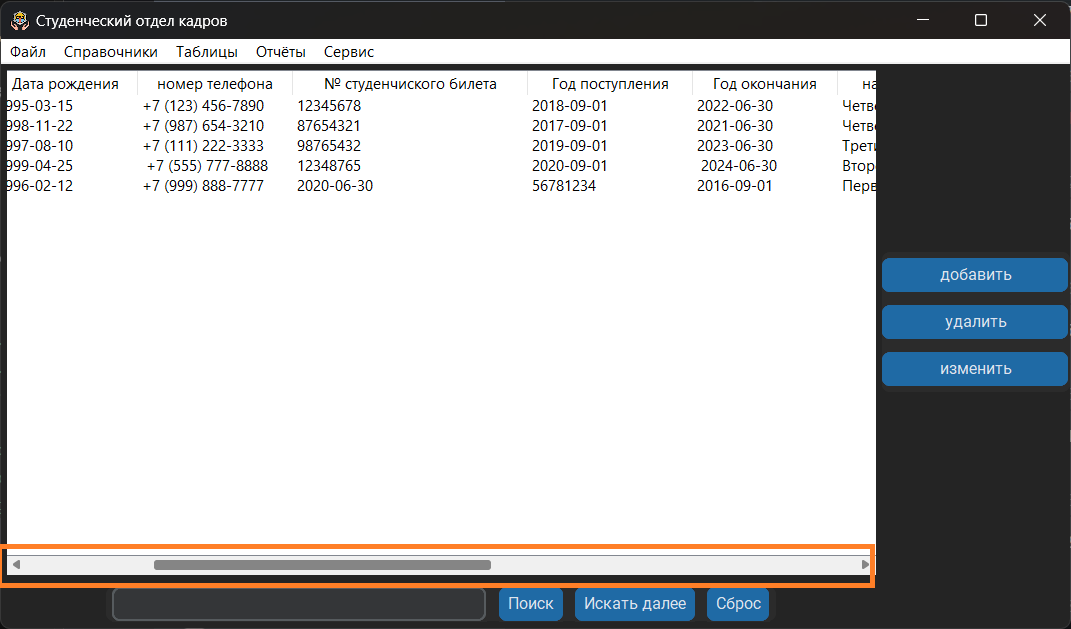 Студенческий отдел кадров
Файл Справочники Таблицы Отчёты Сервис
Дата рождения номер телефона № студенчиского билета Год поступления Год окончания на
995-03-15 +7 (123) 456-7890 12345678 2018-09-01 2022-06-30 Четве
998-11-22 +7 (987) 654-3210 87654321 2017-09-01 2021-06-30 Четве
997-08-10 +7 (111) 222-3333 98765432 2019-09-01 2023-06-30 Трети
999-04-25 +7 (555) 777-8888 12348765 2020-09-01 2024-06-30 Второ
996-02-12 +7 (999) 888-7777 2020-06-30 56781234 2016-09-01 Перв
добавить
удалить
изменить
Поиск Искать далее Сброс